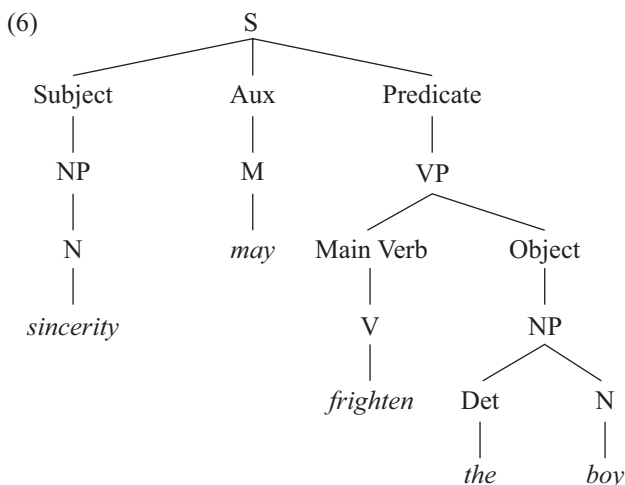 (6) S
Subject Aux Predicate
NP M VP
N may Main Verb Object
sincerity V NP
frighten Det N
the boy